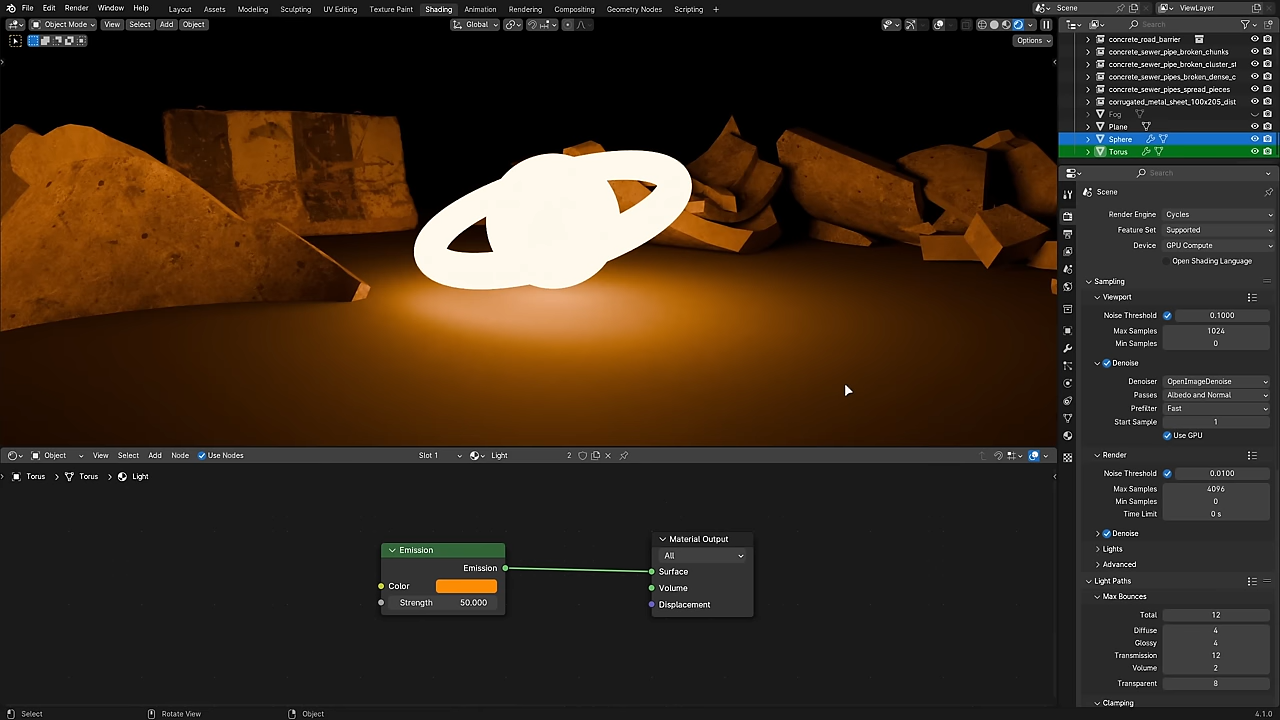 File Edit Render Window Help Layout Assets Modeling Sculpting UV Editing Texture Paint Shading Animation Rendering Compositing Geometry Nodes Scripting + Scene ViewLayer
Object Mode View Select Add Object Global Search
Options
concrete_road_barrier
concrete_sewer_pipe_broken_chunks
concrete_sewer_pipe_broken_cluster_sl
concrete_sewer_pipes_broken_dense_c
concrete_sewer_pipes_spread_pieces
corrugated_metal_sheet_100x205_dist
Fog
Plane
Sphere
Torus
Search
Scene
Render Engine Cycles
Feature Set Supported
Device GPU Compute
Open Shading Language
Sampling
Viewport
Noise Threshold 0.1000
Max Samples 1024
Min Samples 0
Denoise
Denoiser OpenImageDenoise
Passes Albedo and Normal
Prefilter Fast
Start Sample 1
Use GPU
Render
Noise Threshold 0.0100
Max Samples 4096
Min Samples 0
Time Limit 0 s
Denoise
Lights
Advanced
Light Paths
Max Bounces
Total 12
Diffuse 4
Glossy 4
Transmission 12
Volume 2
Transparent 8
Clamping
Object View Select Add Node Use Nodes Slot 1 Light 2
Torus Torus Light
Emission
Emission
Color
Strength 50.000
Material Output
All
Surface
Volume
Displacement
Select Rotate View Object 4.1.0